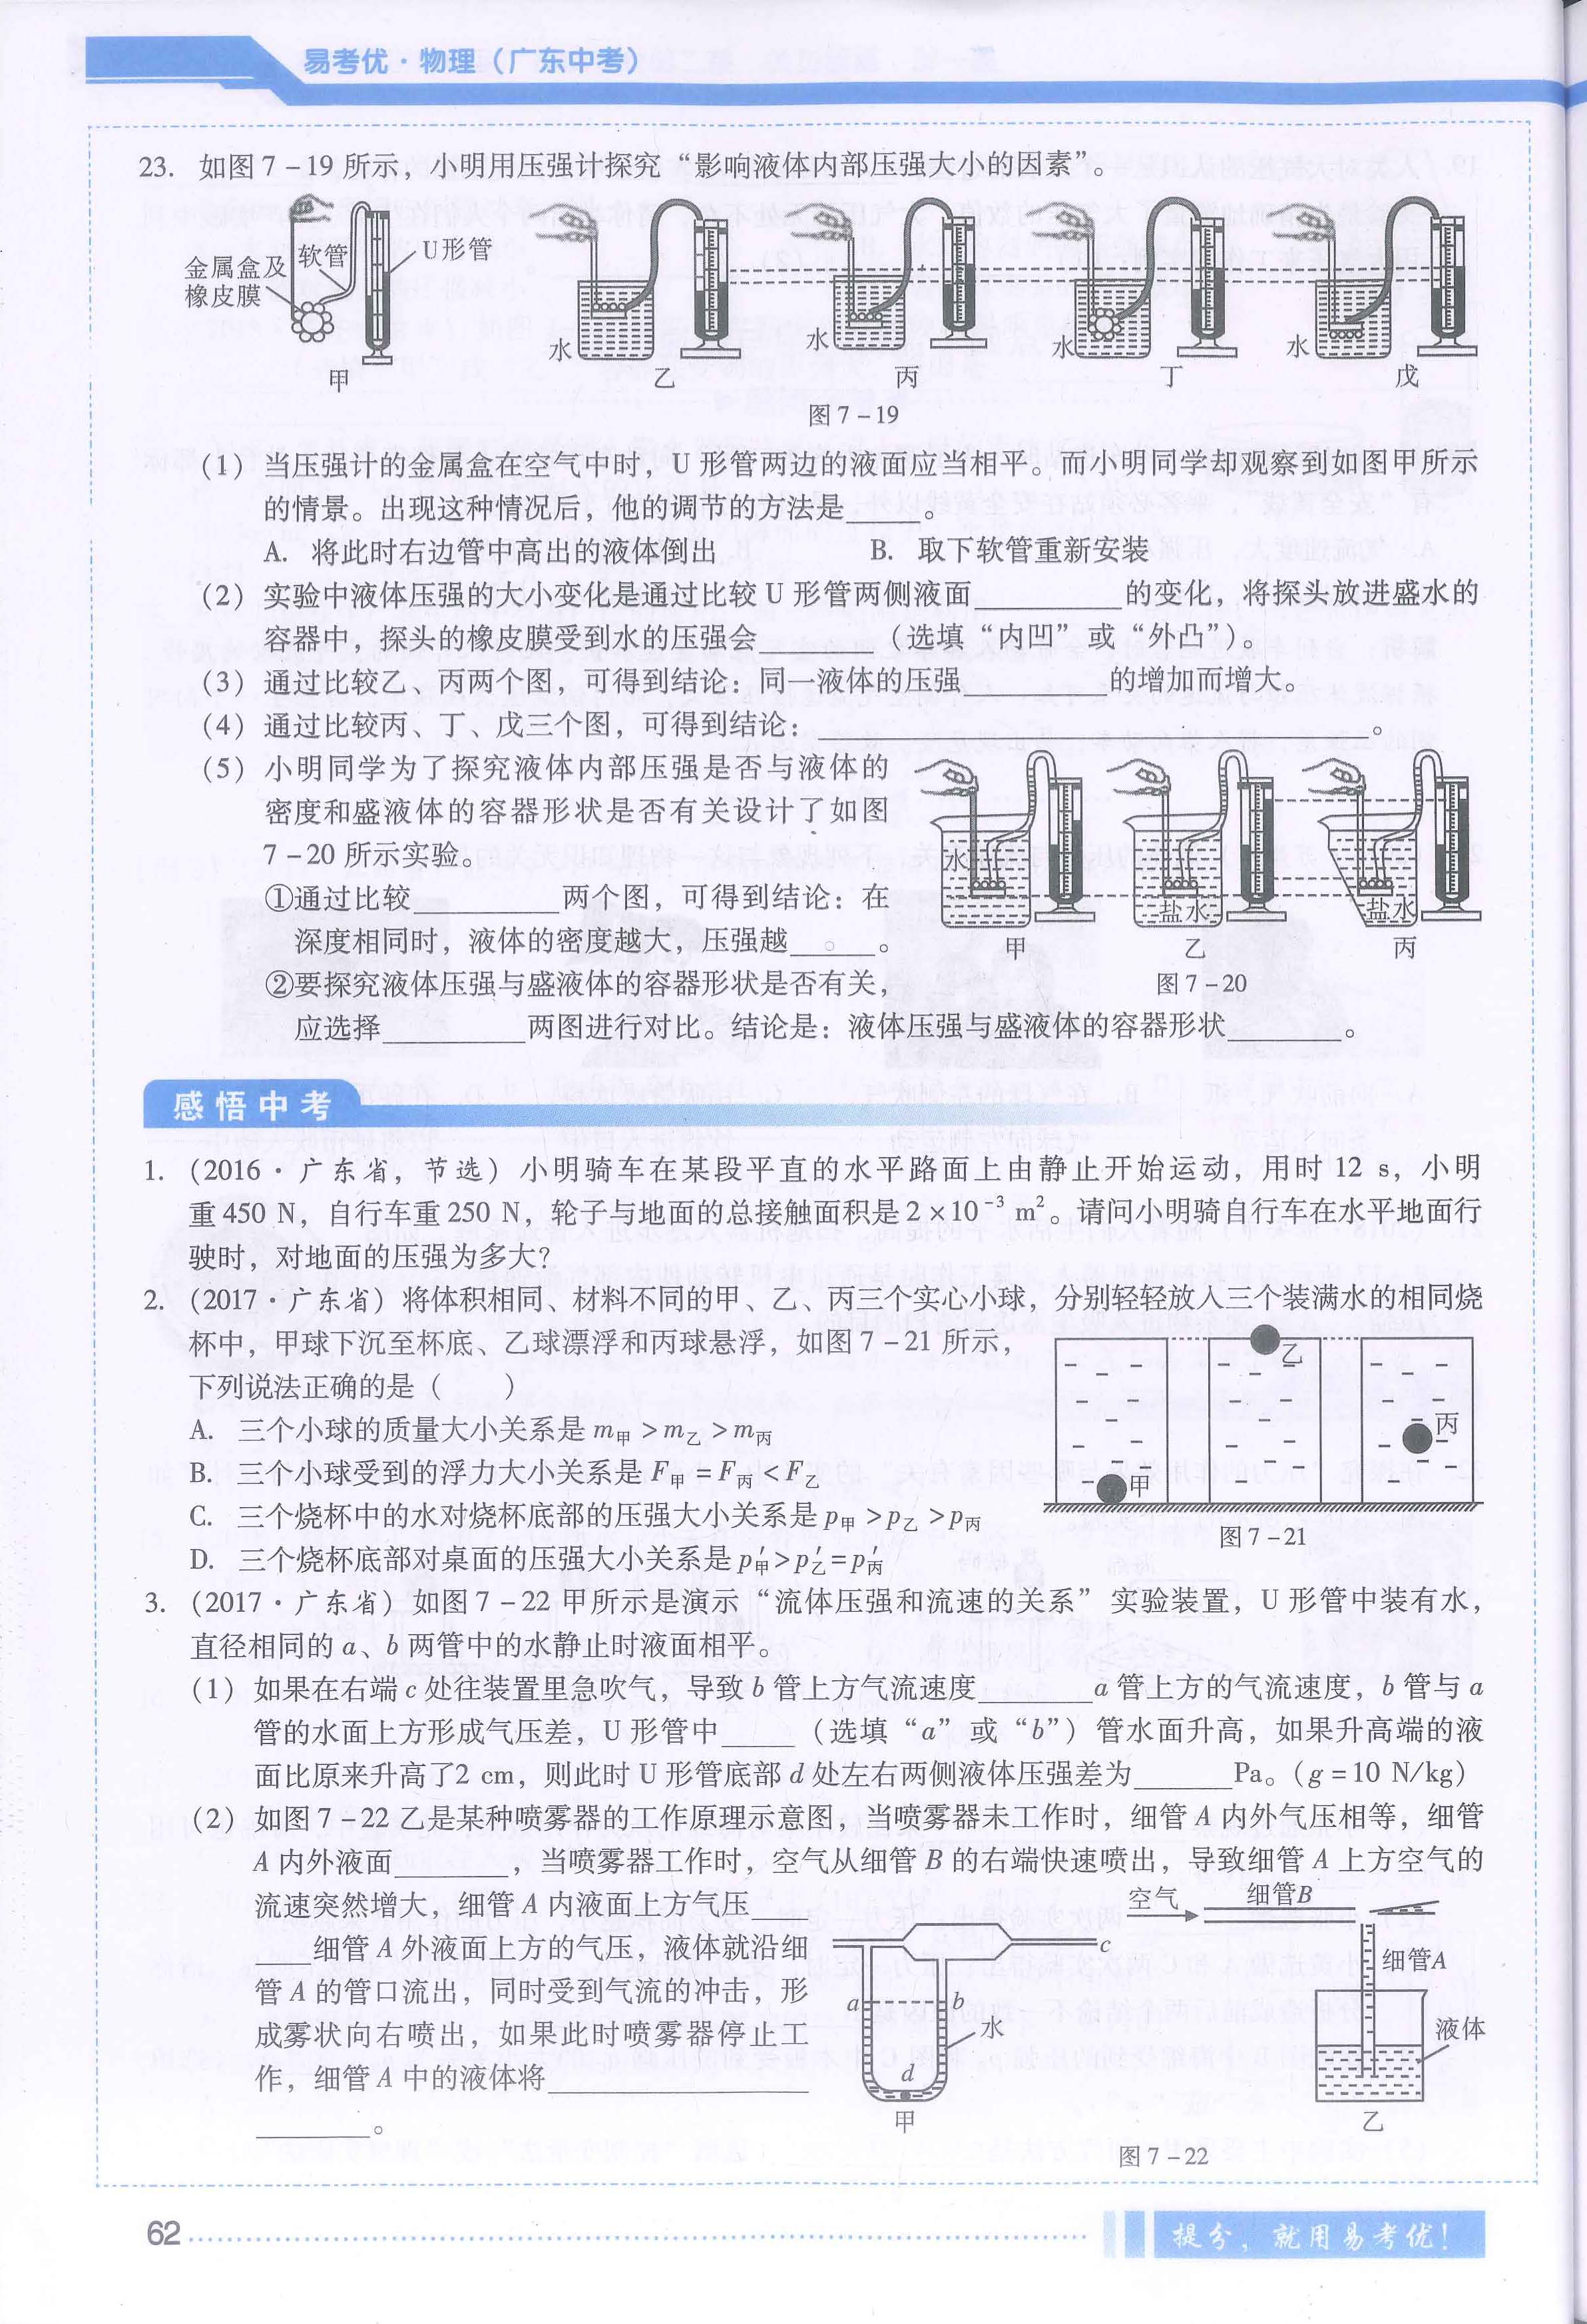 易考优·物理（广东中考）
23. 如图7-19所示，小明用压强计探究“影响液体内部压强大小的因素”。
金属盒及
橡皮膜
软管
U形管
水
水
水
水
甲
乙
丙
丁
戊
图7-19
（1）当压强计的金属盒在空气中时，U形管两边的液面应当相平。而小明同学却观察到如图甲所示
的情景。出现这种情况后，他的调节的方法是____。
A. 将此时右边管中高出的液体倒出 B. 取下软管重新安装
（2）实验中液体压强的大小变化是通过比较U形管两侧液面________的变化，将探头放进盛水的
容器中，探头的橡皮膜受到水的压强会________（选填“内凹”或“外凸”）。
（3）通过比较乙、丙两个图，可得到结论：同一液体的压强________的增加而增大。
（4）通过比较丙、丁、戊三个图，可得到结论：________________。
（5）小明同学为了探究液体内部压强是否与液体的
密度和盛液体的容器形状是否有关设计了如图
7-20所示实验。
①通过比较________两个图，可得到结论：在
深度相同时，液体的密度越大，压强越____。
②要探究液体压强与盛液体的容器形状是否有关，
应选择________两图进行对比。结论是：液体压强与盛液体的容器形状______。
水
盐水
盐水
甲
乙
丙
图7-20
感悟中考
1. （2016·广东省，节选）小明骑车在某段平直的水平路面上由静止开始运动，用时12 s，小明
重450 N，自行车重250 N，轮子与地面的总接触面积是2×10⁻³ m²。请问小明骑自行车在水平地面行
驶时，对地面的压强为多大？
2. （2017·广东省）将体积相同、材料不同的甲、乙、丙三个实心小球，分别轻轻放入三个装满水的相同烧
杯中，甲球下沉至杯底、乙球漂浮和丙球悬浮，如图7-21所示，
下列说法正确的是（　　）
A. 三个小球的质量大小关系是m甲>m乙>m丙
B. 三个小球受到的浮力大小关系是F甲=F丙<F乙
C. 三个烧杯中的水对烧杯底部的压强大小关系是p甲>p乙>p丙
D. 三个烧杯底部对桌面的压强大小关系是p′甲>p′乙=p′丙
甲
乙
丙
图7-21
3. （2017·广东省）如图7-22甲所示是演示“流体压强和流速的关系”实验装置，U形管中装有水，
直径相同的a、b两管中的水静止时液面相平。
（1）如果在右端c处往装置里急吹气，导致b管上方气流速度______a管上方的气流速度，b管与a
管的水面上方形成气压差，U形管中____（选填“a”或“b”）管水面升高，如果升高端的液
面比原来升高了2 cm，则此时U形管底部d处左右两侧液体压强差为_____Pa。（g=10 N/kg）
（2）如图7-22乙是某种喷雾器的工作原理示意图，当喷雾器未工作时，细管A内外气压相等，细管
A内外液面______，当喷雾器工作时，空气从细管B的右端快速喷出，导致细管A上方空气的
流速突然增大，细管A内液面上方气压___
___细管A外液面上方的气压，液体就沿细
管A的管口流出，同时受到气流的冲击，形
成雾状向右喷出，如果此时喷雾器停止工
作，细管A中的液体将______________
______。
a
b
c
d
水
甲
空气
细管B
细管A
液体
乙
图7-22
62
提分，就用易考优！